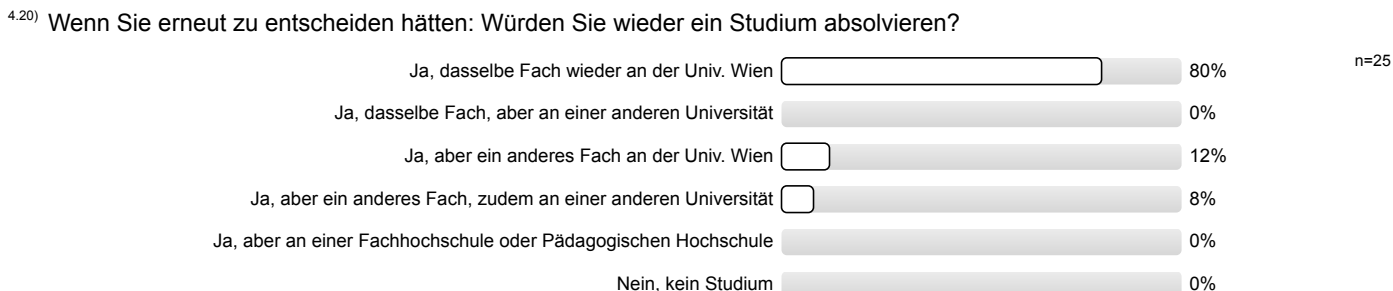 4.20) Wenn Sie erneut zu entscheiden hätten: Würden Sie wieder ein Studium absolvieren?
Ja, dasselbe Fach wieder an der Univ. Wien 80% n=25
Ja, dasselbe Fach, aber an einer anderen Universität 0%
Ja, aber ein anderes Fach an der Univ. Wien 12%
Ja, aber ein anderes Fach, zudem an einer anderen Universität 8%
Ja, aber an einer Fachhochschule oder Pädagogischen Hochschule 0%
Nein, kein Studium 0%